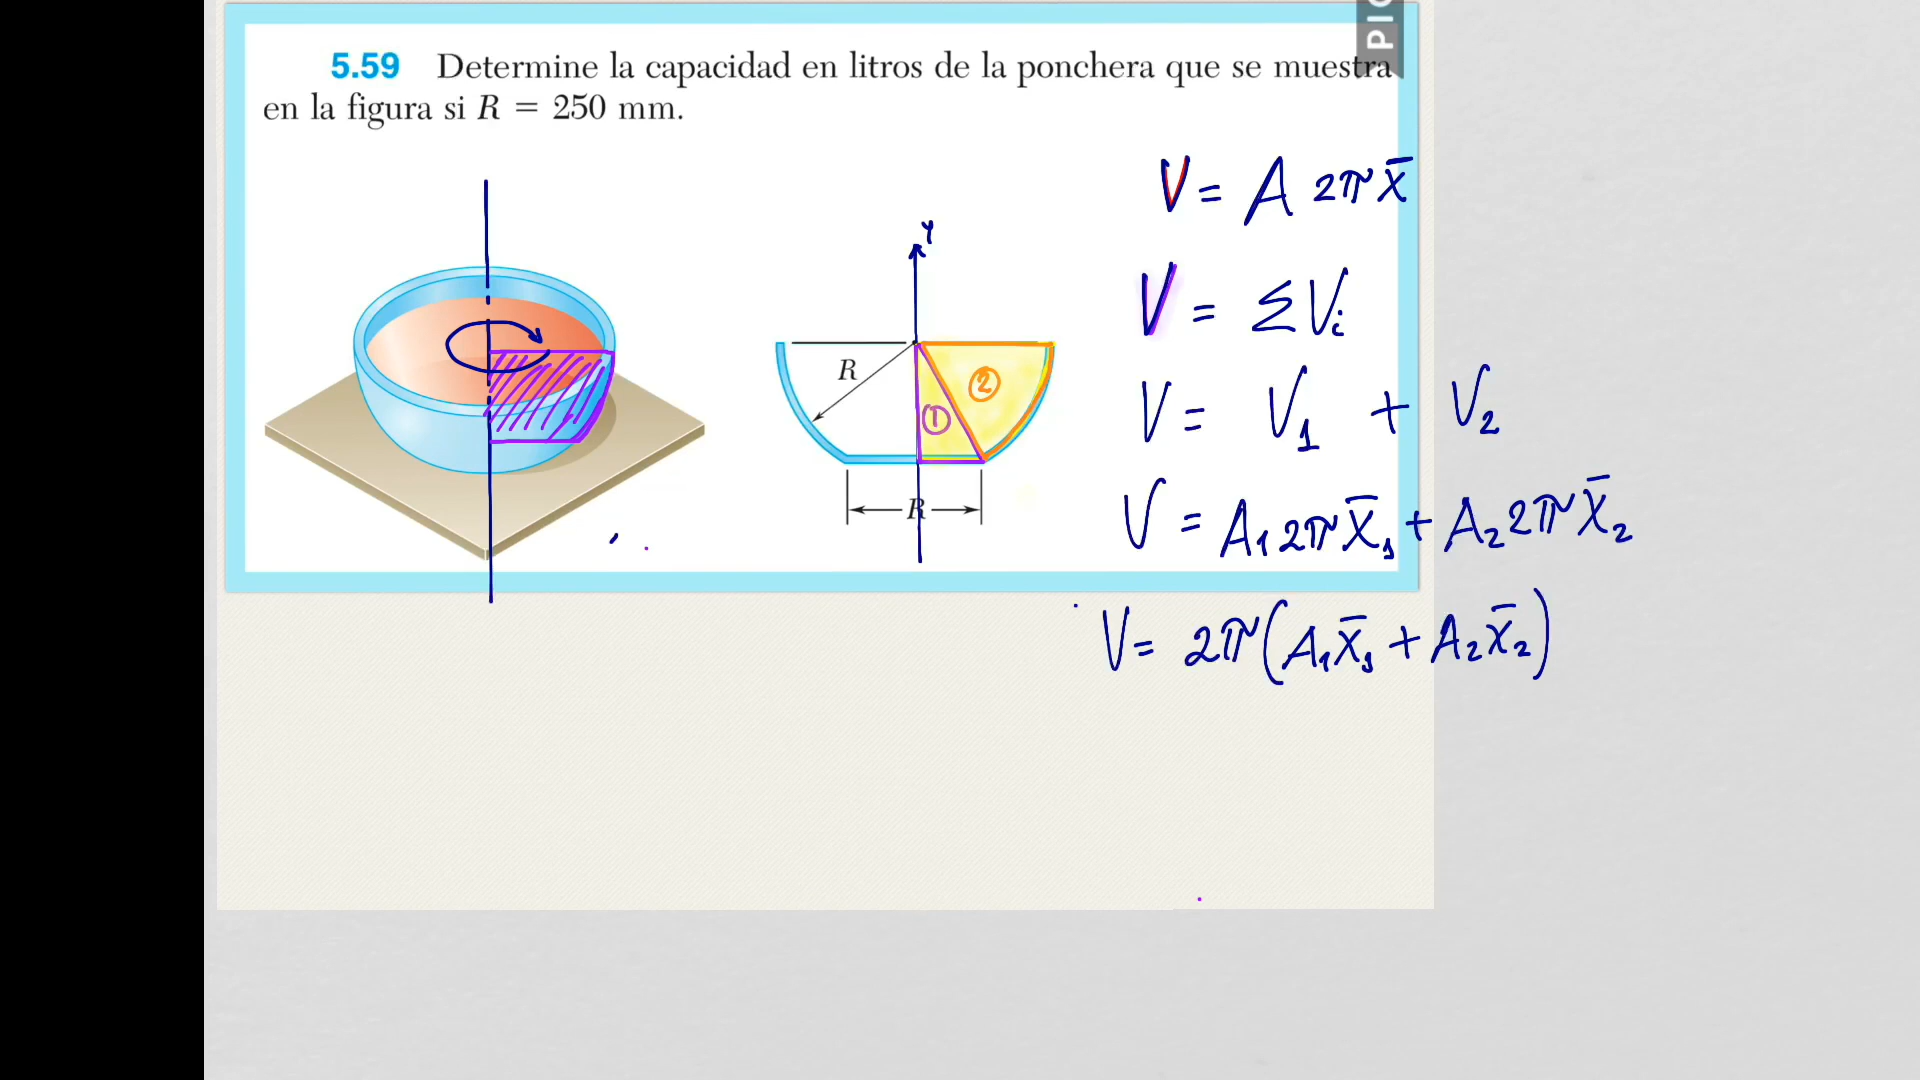 PIC
5.59 Determine la capacidad en litros de la ponchera que se muestra
en la figura si R = 250 mm.
V = A 2π x̄
V = ΣVᵢ
V = V₁ + V₂
V = A₁ 2π x̄₁ + A₂ 2π x̄₂
V = 2π(A₁x̄₁ + A₂x̄₂)
Y
R
①
②
R